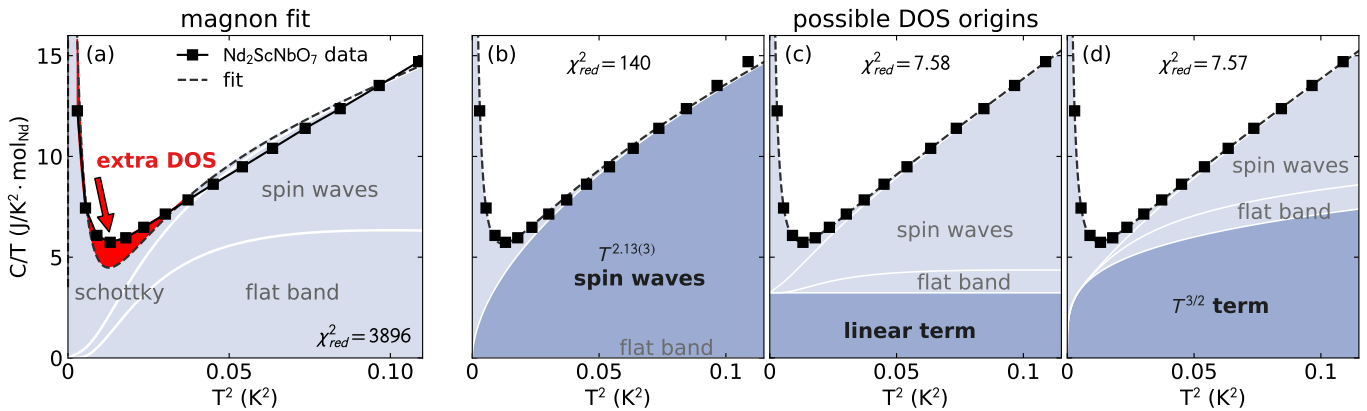 magnon fit
possible DOS origins
(a)
Nd₂ScNbO₇ data
fit
extra DOS
spin waves
schottky
flat band
χ²red = 3896
C/T (J/K²·molNd)
0
5
10
15
0
0.05
0.10
T² (K²)
(b)
χ²red = 140
T^2.13(3)
spin waves
flat band
0
0.05
0.1
T² (K²)
(c)
χ²red = 7.58
spin waves
flat band
linear term
0
0.05
0.1
T² (K²)
(d)
χ²red = 7.57
spin waves
flat band
T^3/2 term
0
0.05
0.1
T² (K²)